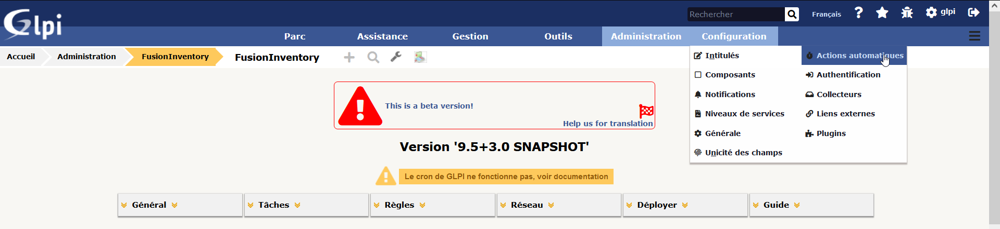 Glpi
Rechercher
Français
glpi
Parc
Assistance
Gestion
Outils
Administration
Configuration
Accueil
Administration
FusionInventory
FusionInventory
Intitulés
Actions automatiques
Composants
Authentification
Notifications
Collecteurs
Niveaux de services
Liens externes
Générale
Plugins
Unicité des champs
This is a beta version!
Help us for translation
Version '9.5+3.0 SNAPSHOT'
Le cron de GLPI ne fonctionne pas, voir documentation
Général
Tâches
Règles
Réseau
Déployer
Guide